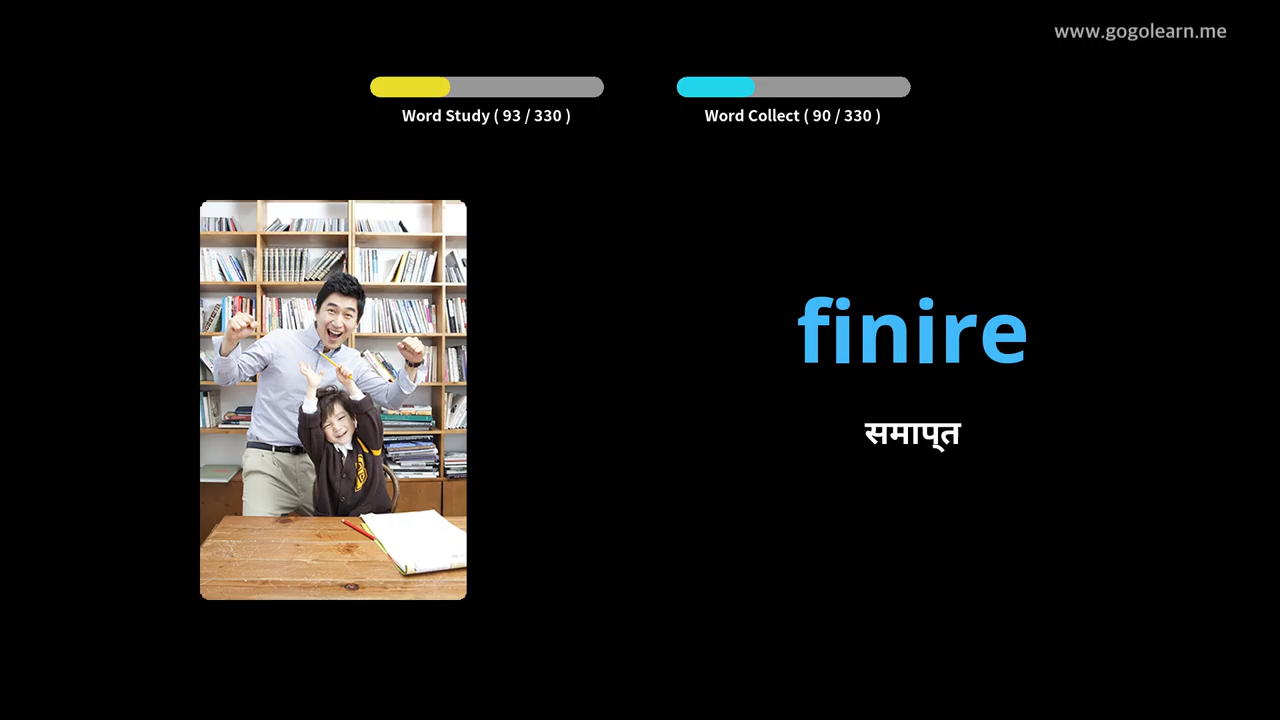 www.gogolearn.me
Word Study ( 93 / 330 )
Word Collect ( 90 / 330 )
finire
समाप्त